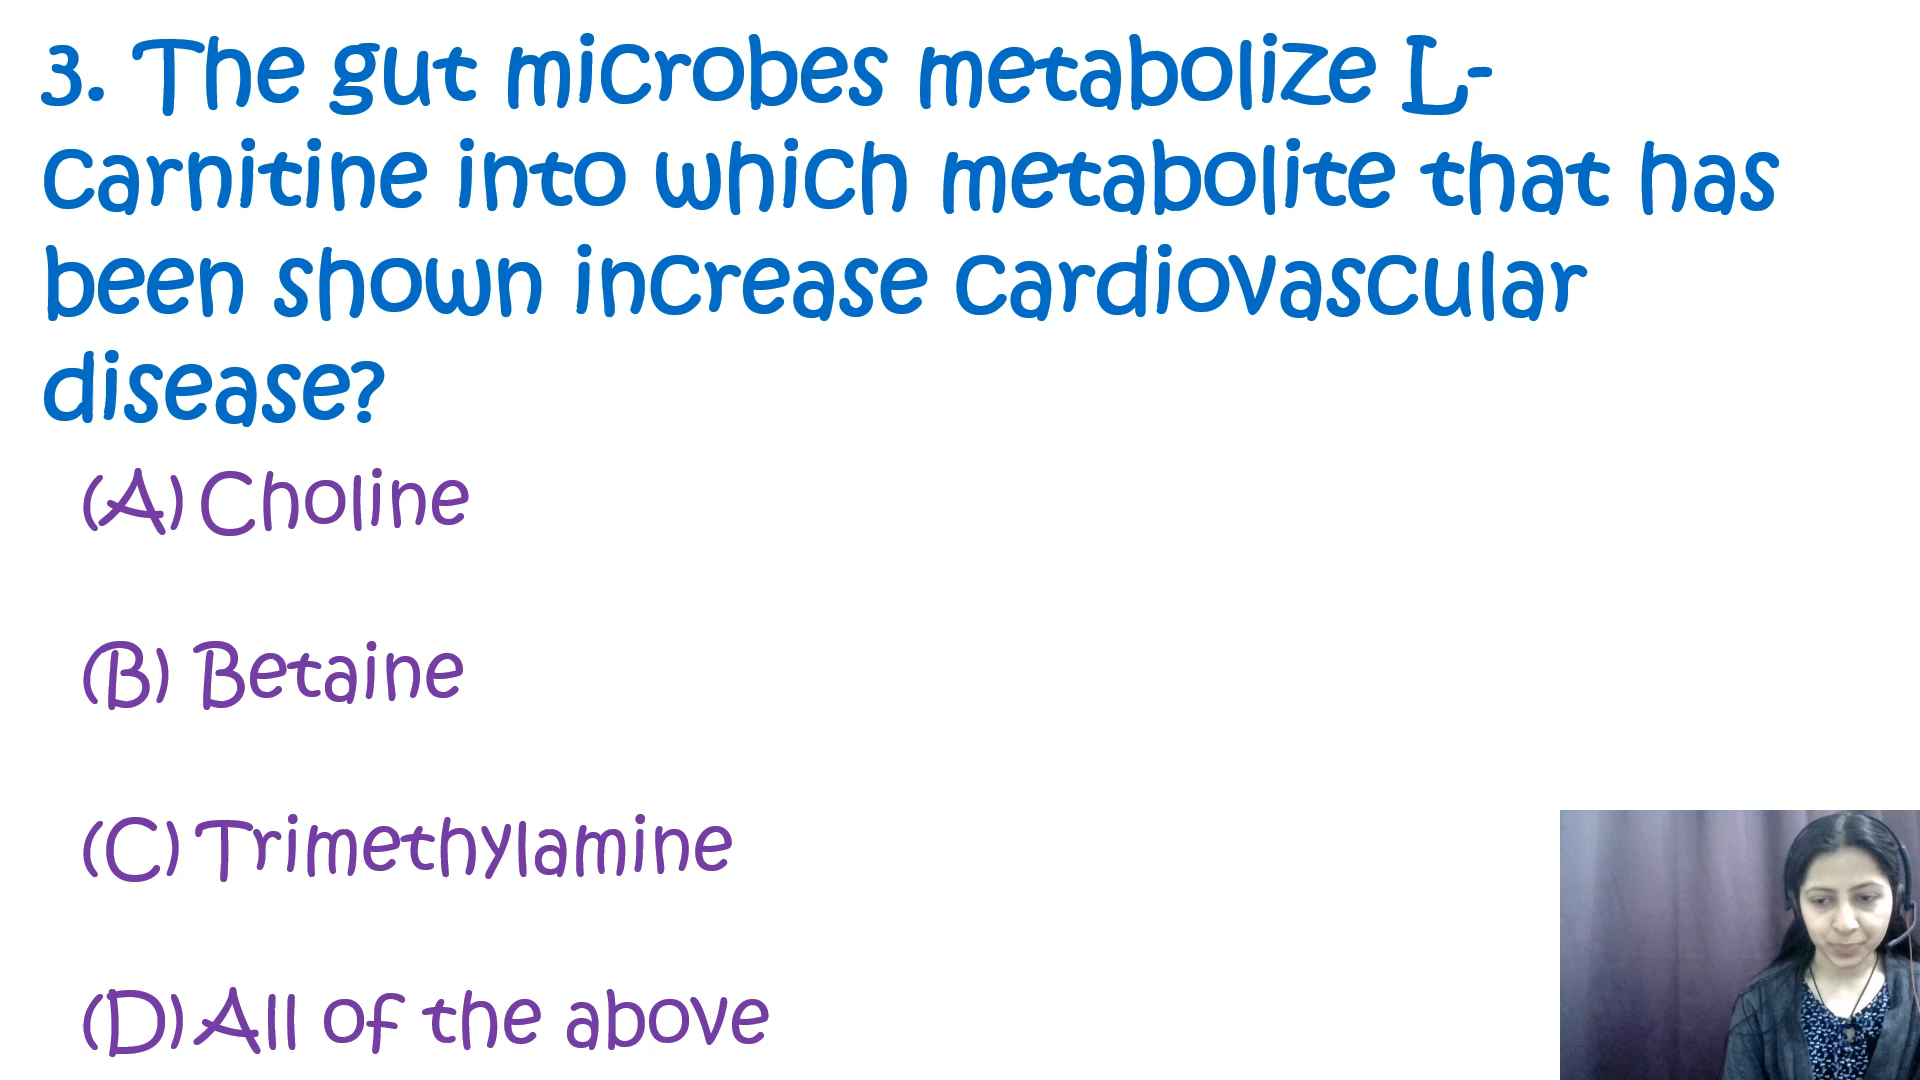 3. The gut microbes metabolize L-
carnitine into which metabolite that has
been shown increase cardiovascular
disease?
(A) Choline
(B) Betaine
(C) Trimethylamine
(D) All of the above